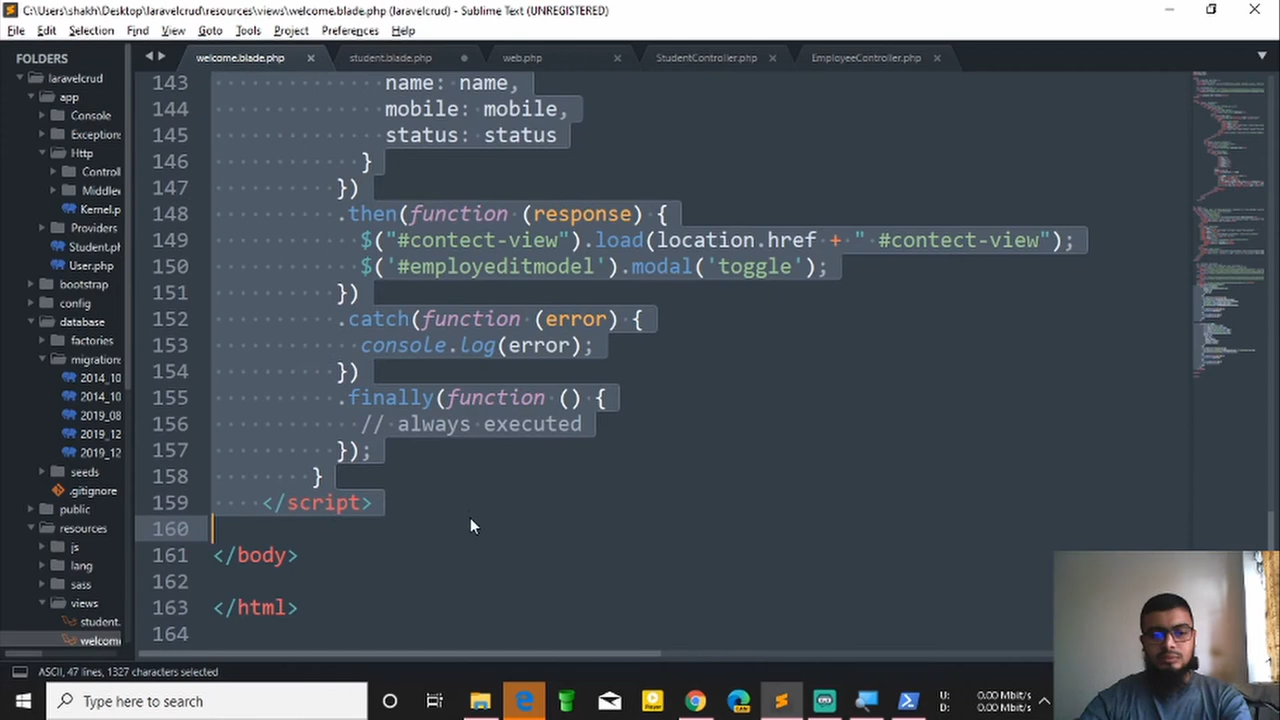 C:\Users\shakh\Desktop\laravelcrud\resources\views\welcome.blade.php (laravelcrud) - Sublime Text (UNREGISTERED)
File Edit Selection Find View Goto Tools Project Preferences Help
FOLDERS
laravelcrud
app
Console
Exceptions
Http
Control
Middlew
Kernel.p
Providers
Student.ph
User.php
bootstrap
config
database
factories
migrations
2014_10
2014_10
2019_08
2019_12
2019_12
seeds
.gitignore
public
resources
js
lang
sass
views
student.
welcome
welcome.blade.php student.blade.php web.php StudentController.php EmployeeController.php
143 name: name,
144 mobile: mobile,
145 status: status
146 }
147 })
148 .then(function (response) {
149 $("#contect-view").load(location.href + " #contect-view");
150 $('#employeditmodel').modal('toggle');
151 })
152 .catch(function (error) {
153 console.log(error);
154 })
155 .finally(function () {
156 // always executed
157 });
158 }
159 </script>
160
161 </body>
162
163 </html>
164
ASCII, 47 lines, 1327 characters selected
Type here to search
U: 0.00 Mbit/s
D: 0.00 Mbit/s